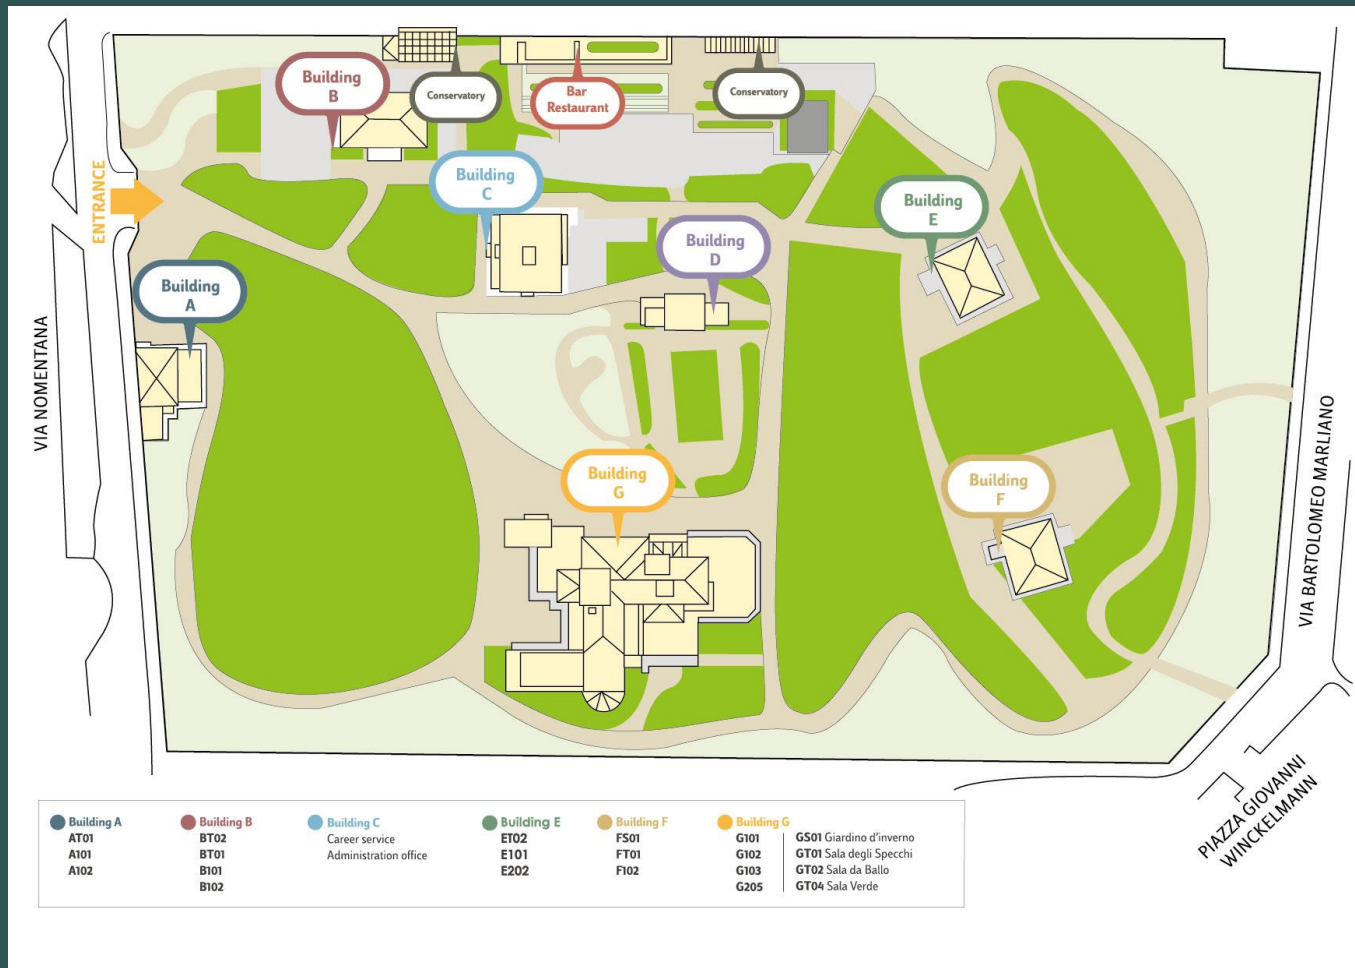 Building
B
Conservatory
Bar
Restaurant
Conservatory
ENTRANCE
Building
C
Building
E
Building
D
Building
A
VIA NOMENTANA
VIA BARTOLOMEO MARLIANO
Building
G
Building
F
PIAZZA GIOVANNI
WINCKELMANN
Building A
AT01
A101
A102
Building B
BT02
BT01
B101
B102
Building C
Career service
Administration office
Building E
ET02
E101
E202
Building F
FS01
FT01
F102
Building G
G101
G102
G103
G205
GS01 Giardino d'inverno
GT01 Sala degli Specchi
GT02 Sala da Ballo
GT04 Sala Verde